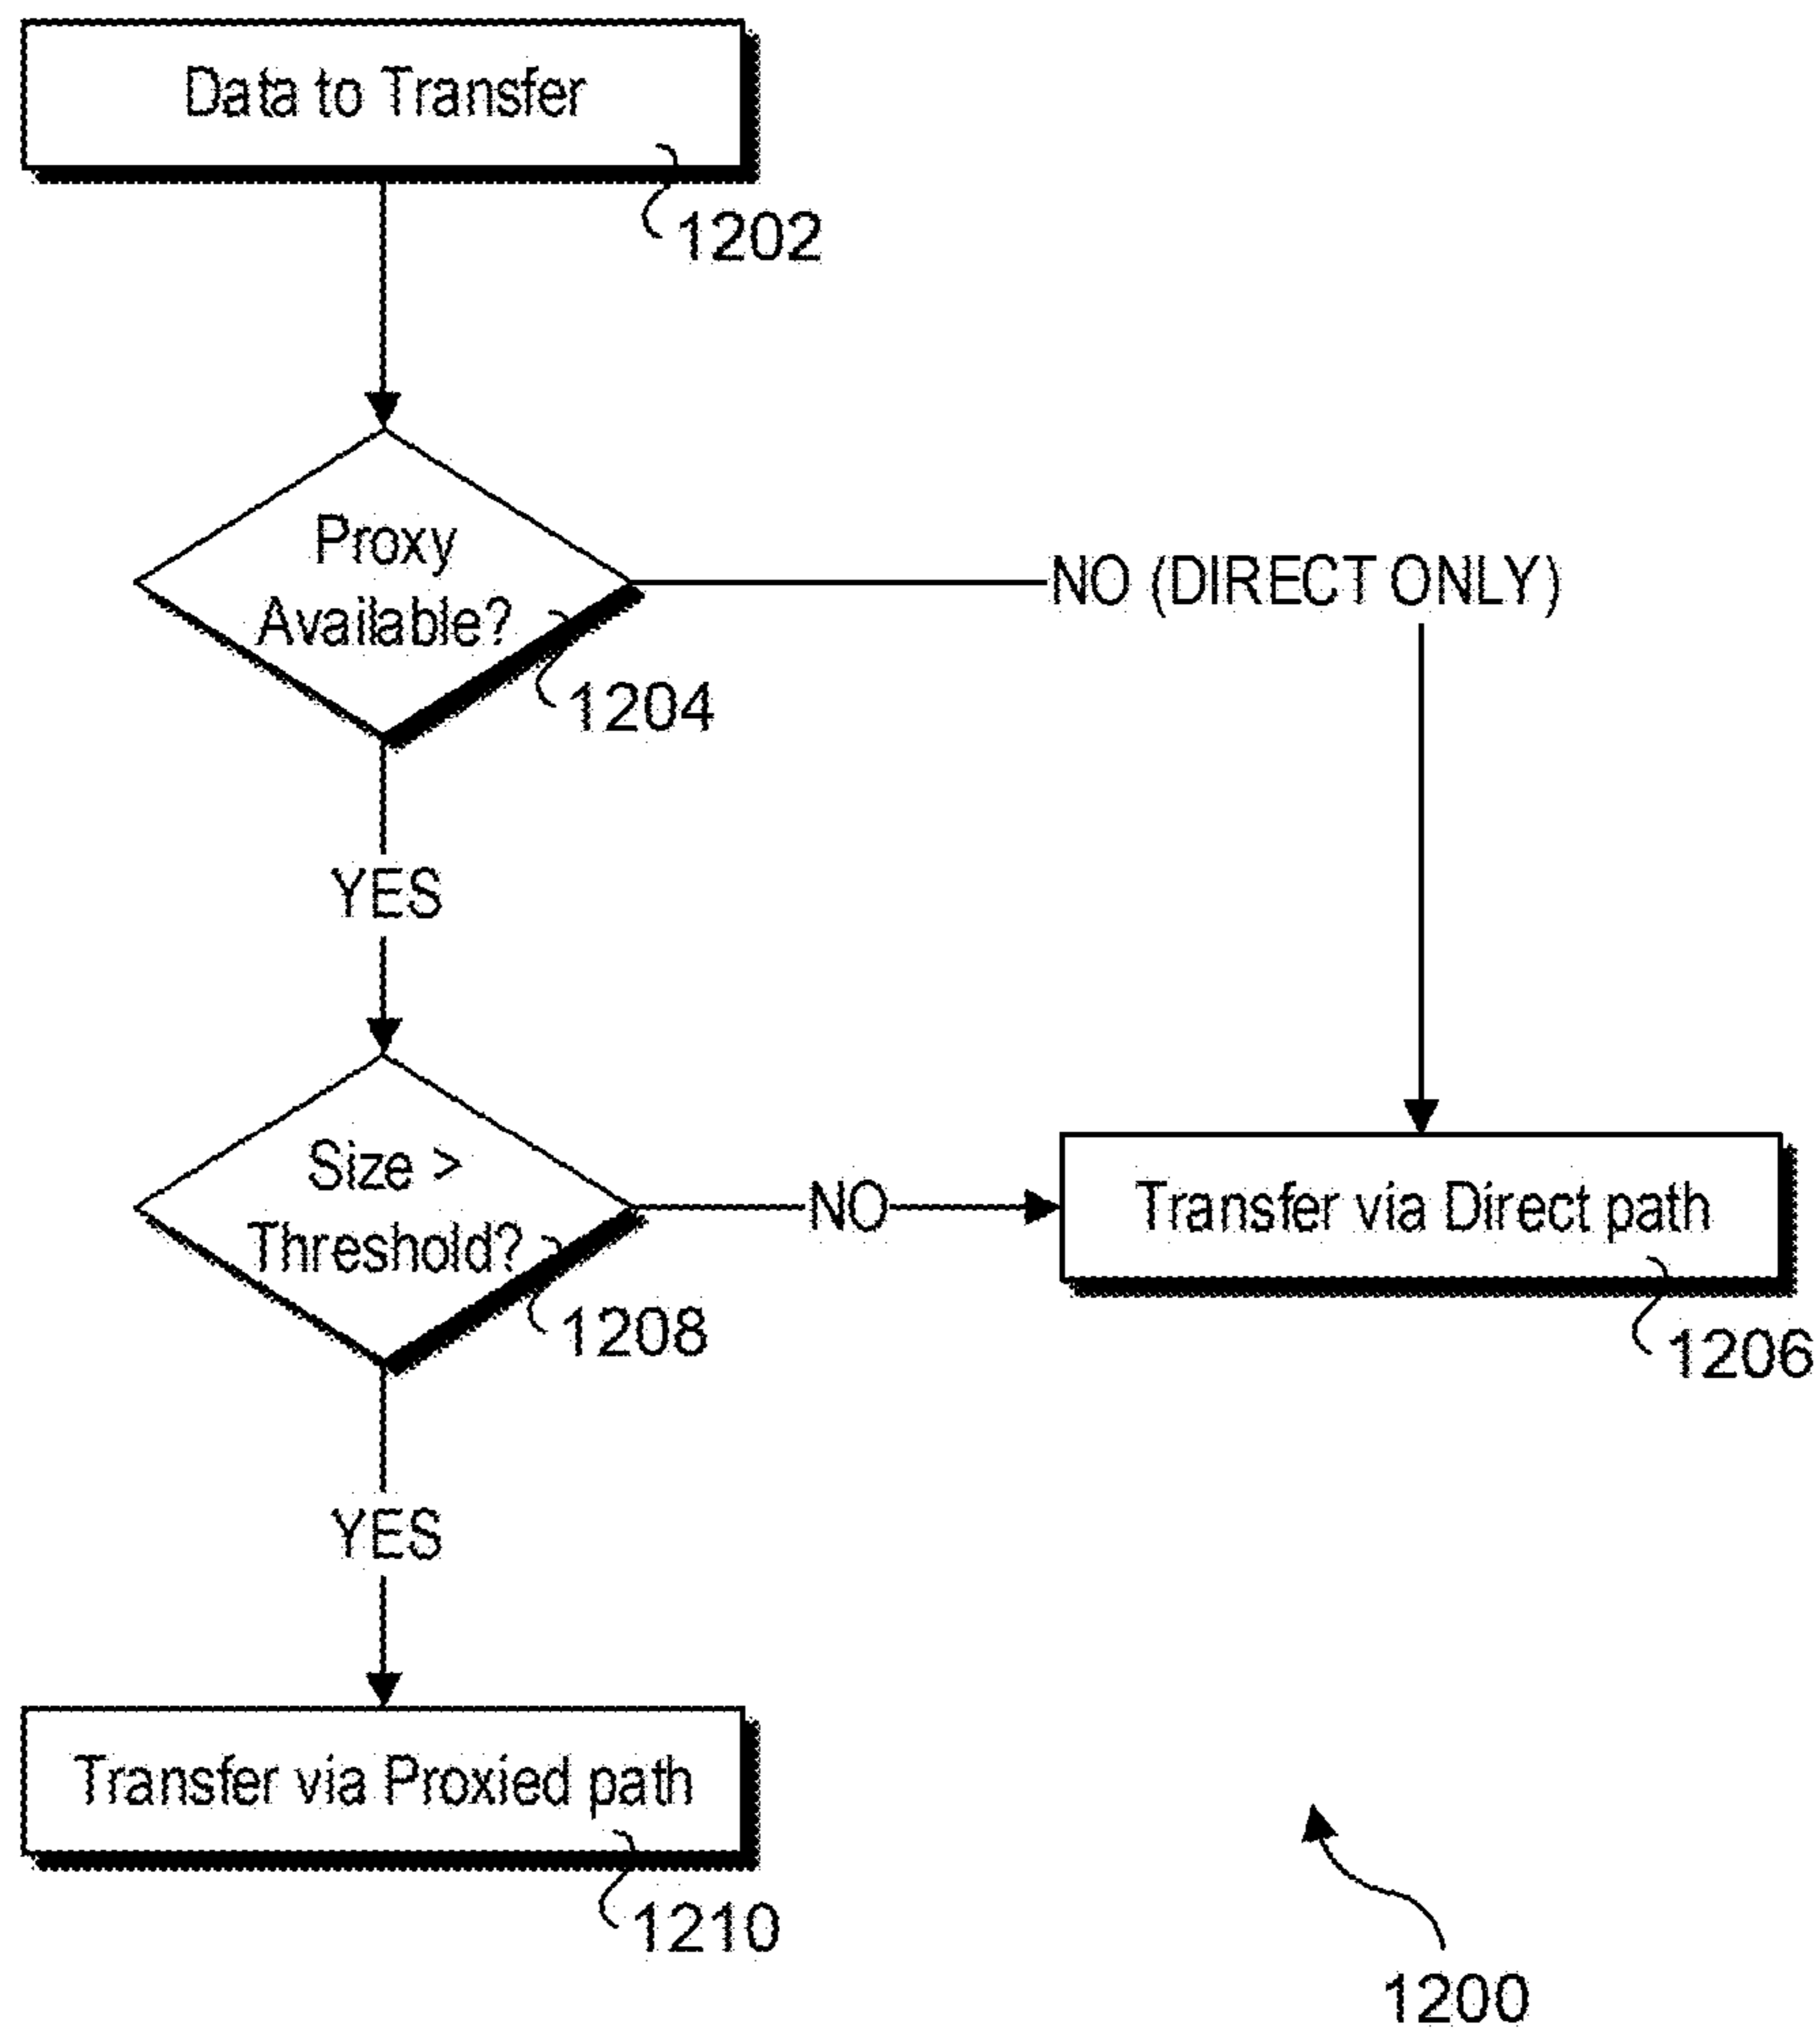 Data to Transfer
1202
Proxy
Available?
NO (DIRECT ONLY)
1204
YES
Size >
Threshold?
NO
Transfer via Direct path
1208
1206
YES
Transfer via Proxied path
1210
1200